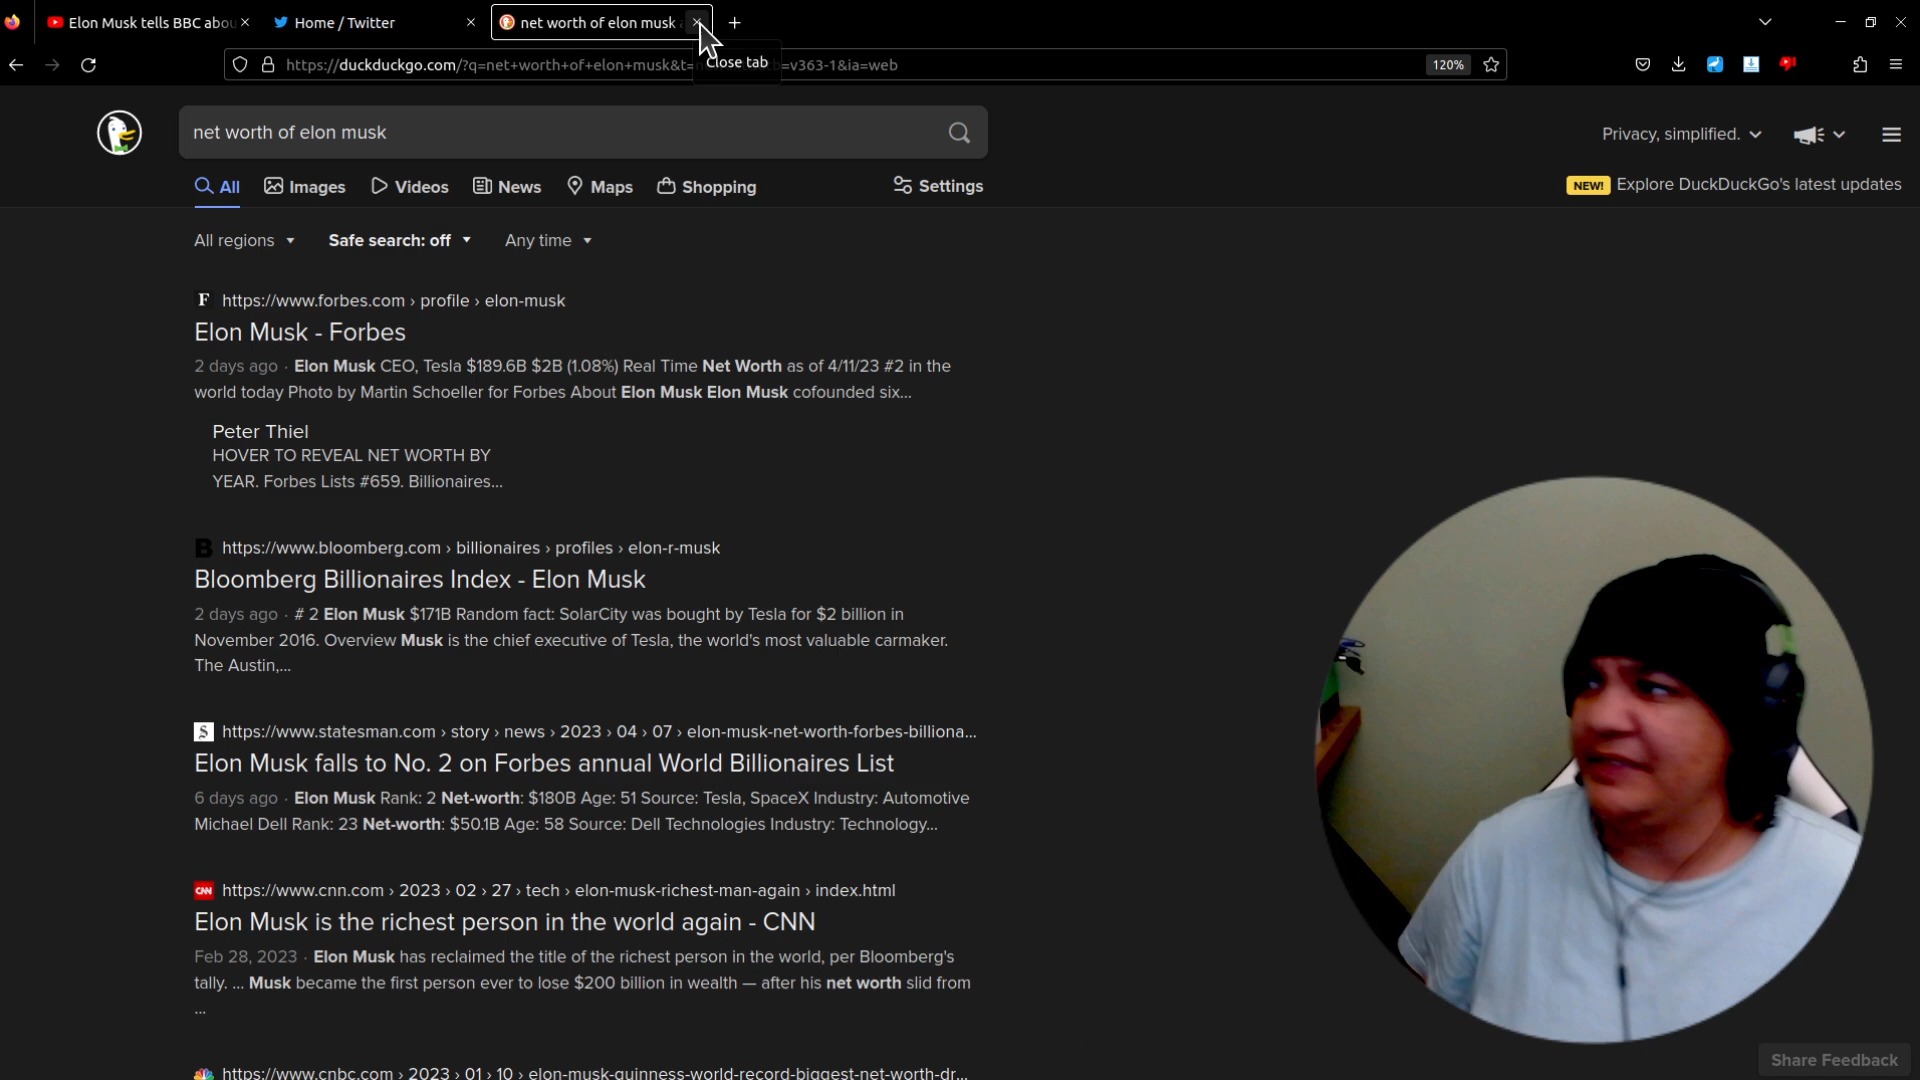 Elon Musk tells BBC abou
Home / Twitter
net worth of elon musk
https://duckduckgo.com/?q=net+worth+of+elon+musk&t=
=v363-1&ia=web
120%
Close tab
net worth of elon musk
Privacy, simplified.
All
Images
Videos
News
Maps
Shopping
Settings
NEW! Explore DuckDuckGo's latest updates
All regions
Safe search: off
Any time
F https://www.forbes.com › profile › elon-musk
Elon Musk - Forbes
2 days ago · Elon Musk CEO, Tesla $189.6B $2B (1.08%) Real Time Net Worth as of 4/11/23 #2 in the
world today Photo by Martin Schoeller for Forbes About Elon Musk Elon Musk cofounded six...
Peter Thiel
HOVER TO REVEAL NET WORTH BY
YEAR. Forbes Lists #659. Billionaires...
B https://www.bloomberg.com › billionaires › profiles › elon-r-musk
Bloomberg Billionaires Index - Elon Musk
2 days ago · # 2 Elon Musk $171B Random fact: SolarCity was bought by Tesla for $2 billion in
November 2016. Overview Musk is the chief executive of Tesla, the world's most valuable carmaker.
The Austin,...
S https://www.statesman.com › story › news › 2023 › 04 › 07 › elon-musk-net-worth-forbes-billiona...
Elon Musk falls to No. 2 on Forbes annual World Billionaires List
6 days ago · Elon Musk Rank: 2 Net-worth: $180B Age: 51 Source: Tesla, SpaceX Industry: Automotive
Michael Dell Rank: 23 Net-worth: $50.1B Age: 58 Source: Dell Technologies Industry: Technology...
CNN https://www.cnn.com › 2023 › 02 › 27 › tech › elon-musk-richest-man-again › index.html
Elon Musk is the richest person in the world again - CNN
Feb 28, 2023 · Elon Musk has reclaimed the title of the richest person in the world, per Bloomberg's
tally. ... Musk became the first person ever to lose $200 billion in wealth — after his net worth slid from
...
https://www.cnbc.com › 2023 › 01 › 10 › elon-musk-guinness-world-record-biggest-net-worth-dr...
Share Feedback